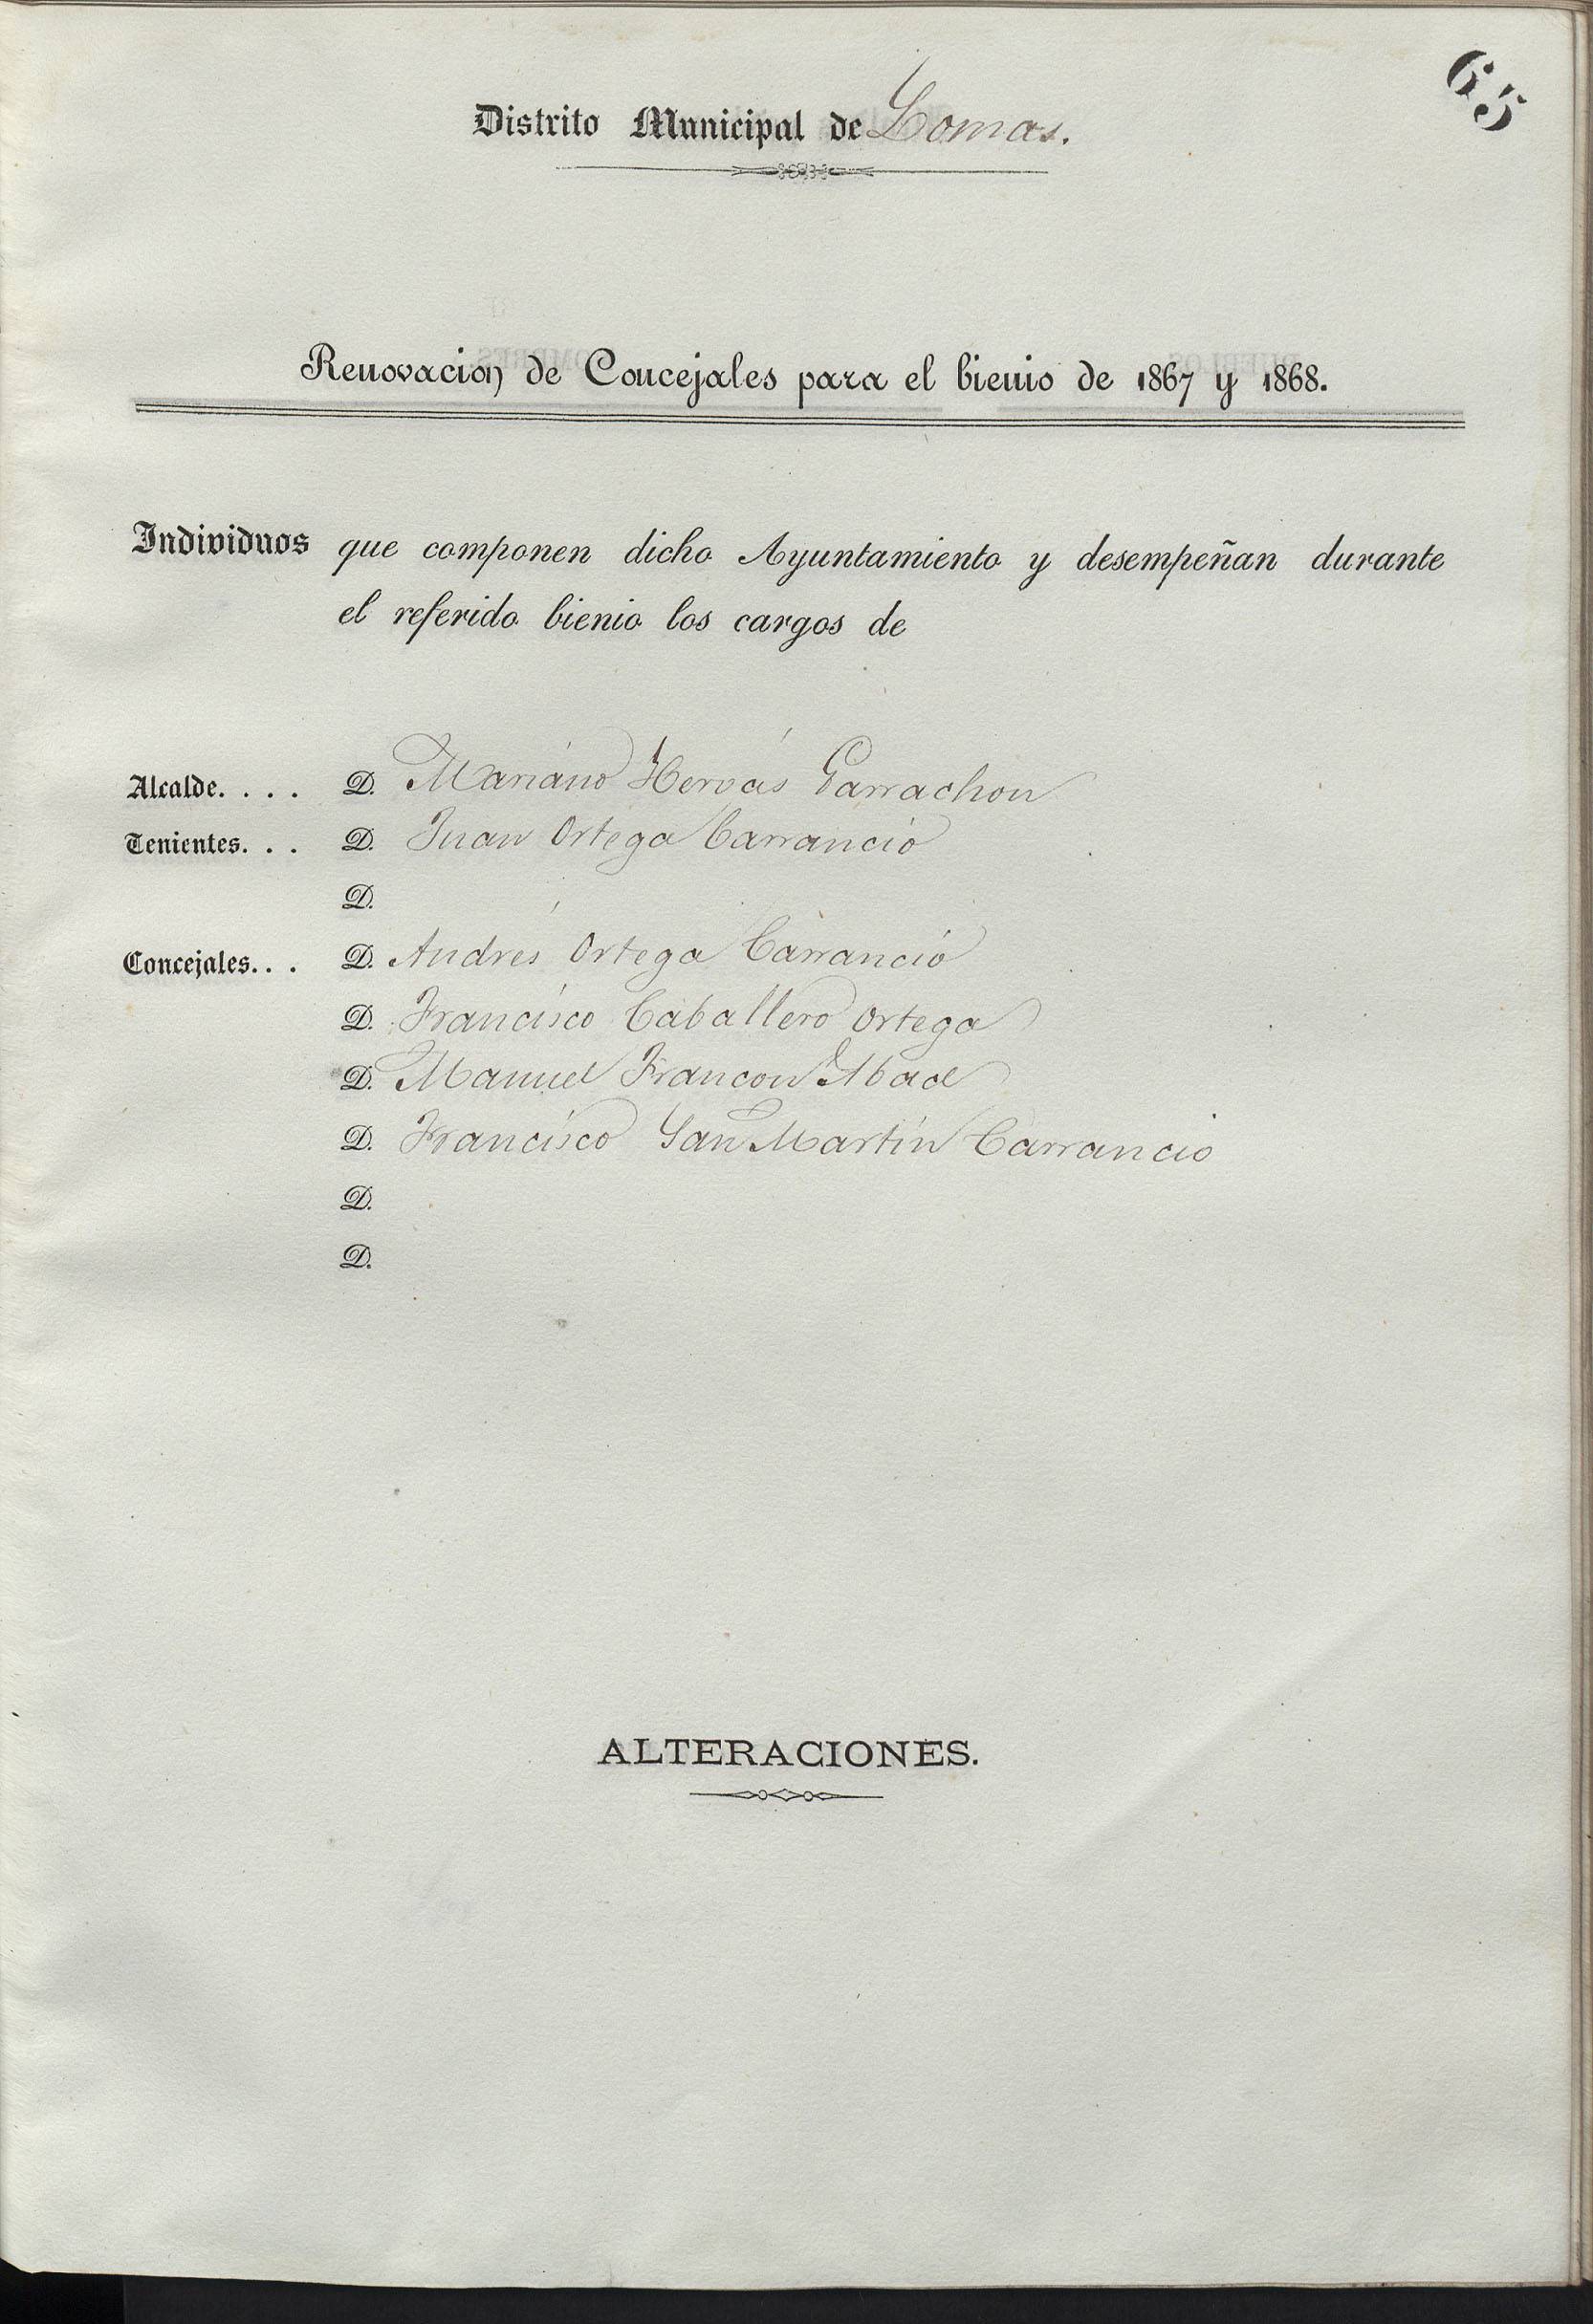 65
Distrito Municipal de Lomas.
Renovacion de Concejales para el bienio de 1867 y 1868.
Individuos que componen dicho Ayuntamiento y desempeñan durante
el referido bienio los cargos de
Alcalde. . . . D. Mariano Hervás Parrachon
Tenientes. . . D. Juan Ortega Carrancio
D.
Concejales. . . D. Andrés Ortega Carrancio
D. Francisco Caballero Ortega
D. Manuel Francon Abad
D. Francisco San Martin Carrancio
D.
D.
ALTERACIONES.